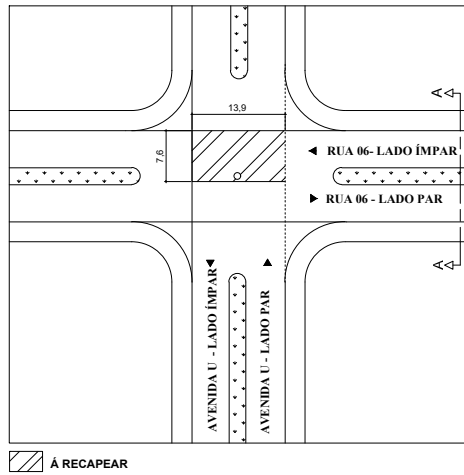 13,9
7,6
A
RUA 06- LADO ÍMPAR
RUA 06 - LADO PAR
A
AVENIDA U - LADO ÍMPAR
AVENIDA U - LADO PAR
Á RECAPEAR